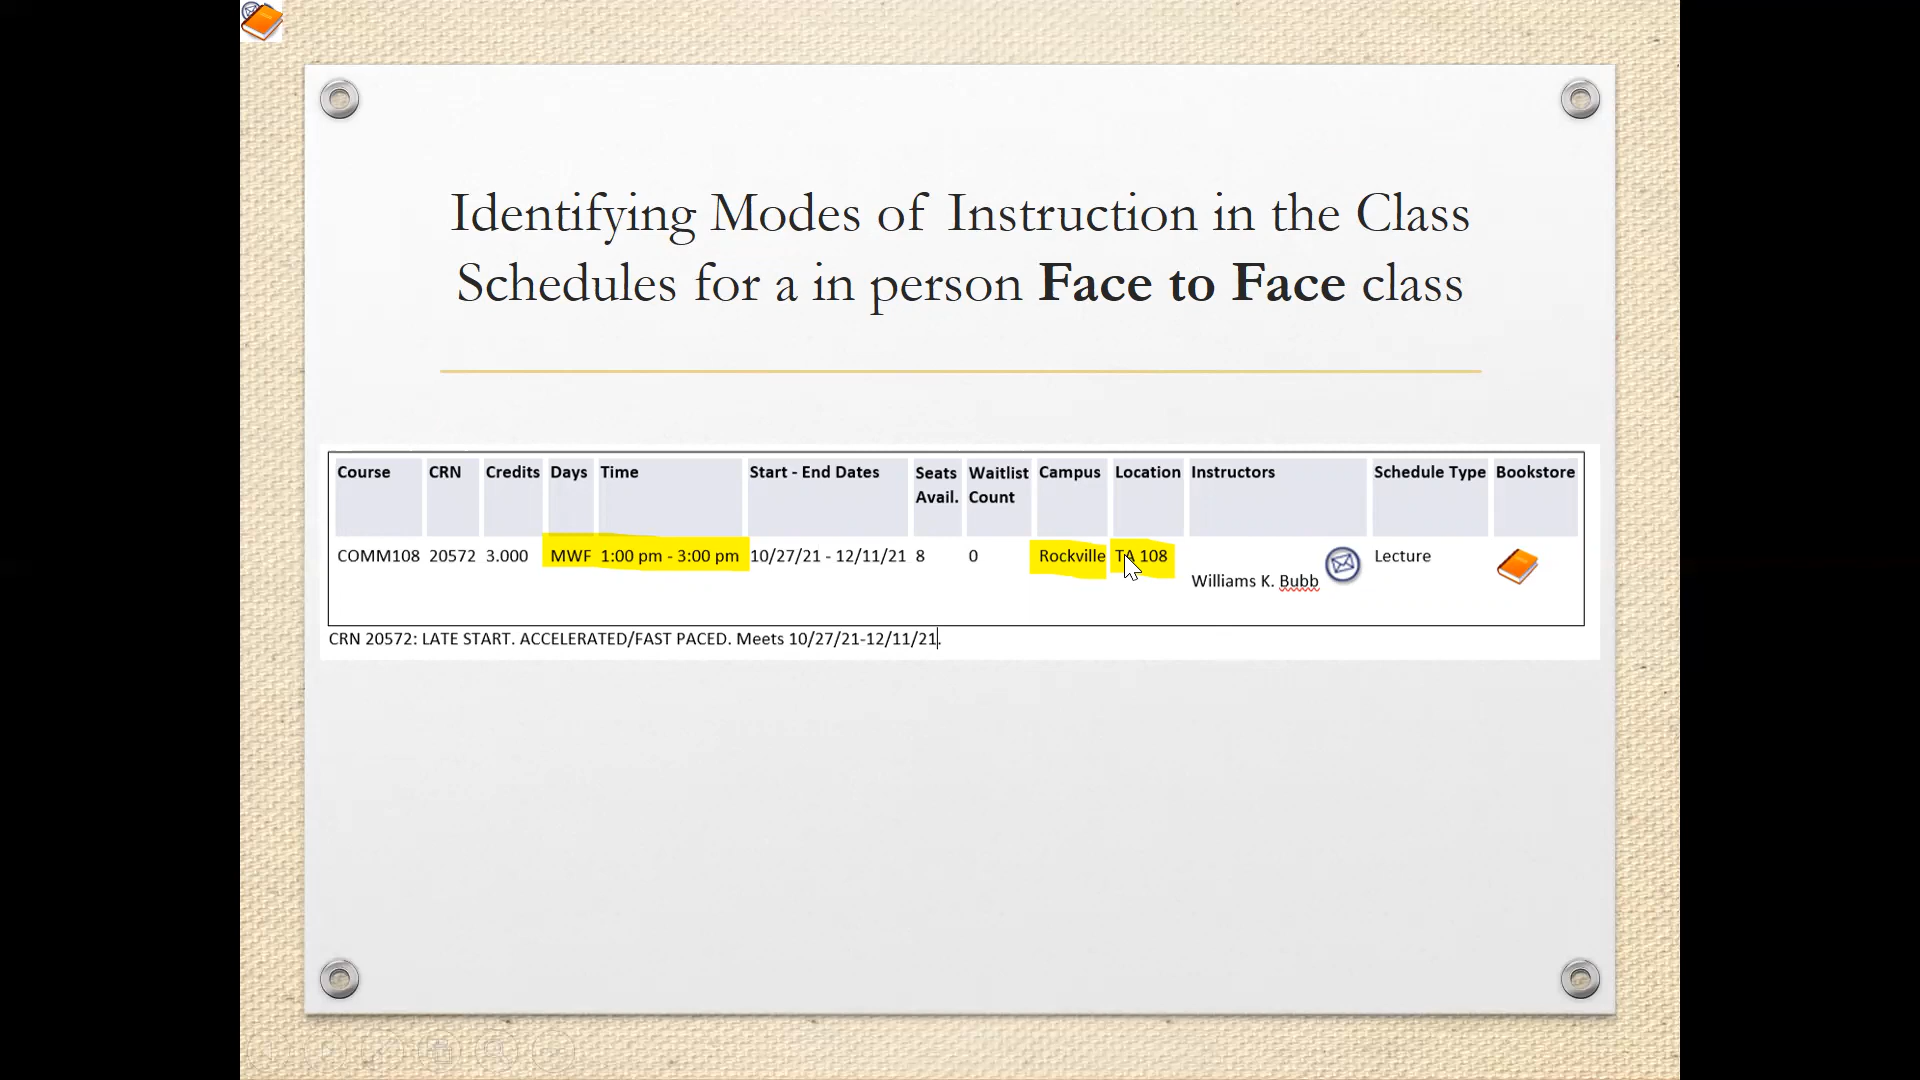 Identifying Modes of Instruction in the Class
Schedules for a in person Face to Face class
Course CRN Credits Days Time Start - End Dates Seats Avail. Waitlist Count Campus Location Instructors Schedule Type Bookstore
COMM108 20572 3.000 MWF 1:00 pm - 3:00 pm 10/27/21 - 12/11/21 8 0 Rockville TA 108 Williams K. Bubb Lecture
CRN 20572: LATE START. ACCELERATED/FAST PACED. Meets 10/27/21-12/11/21.